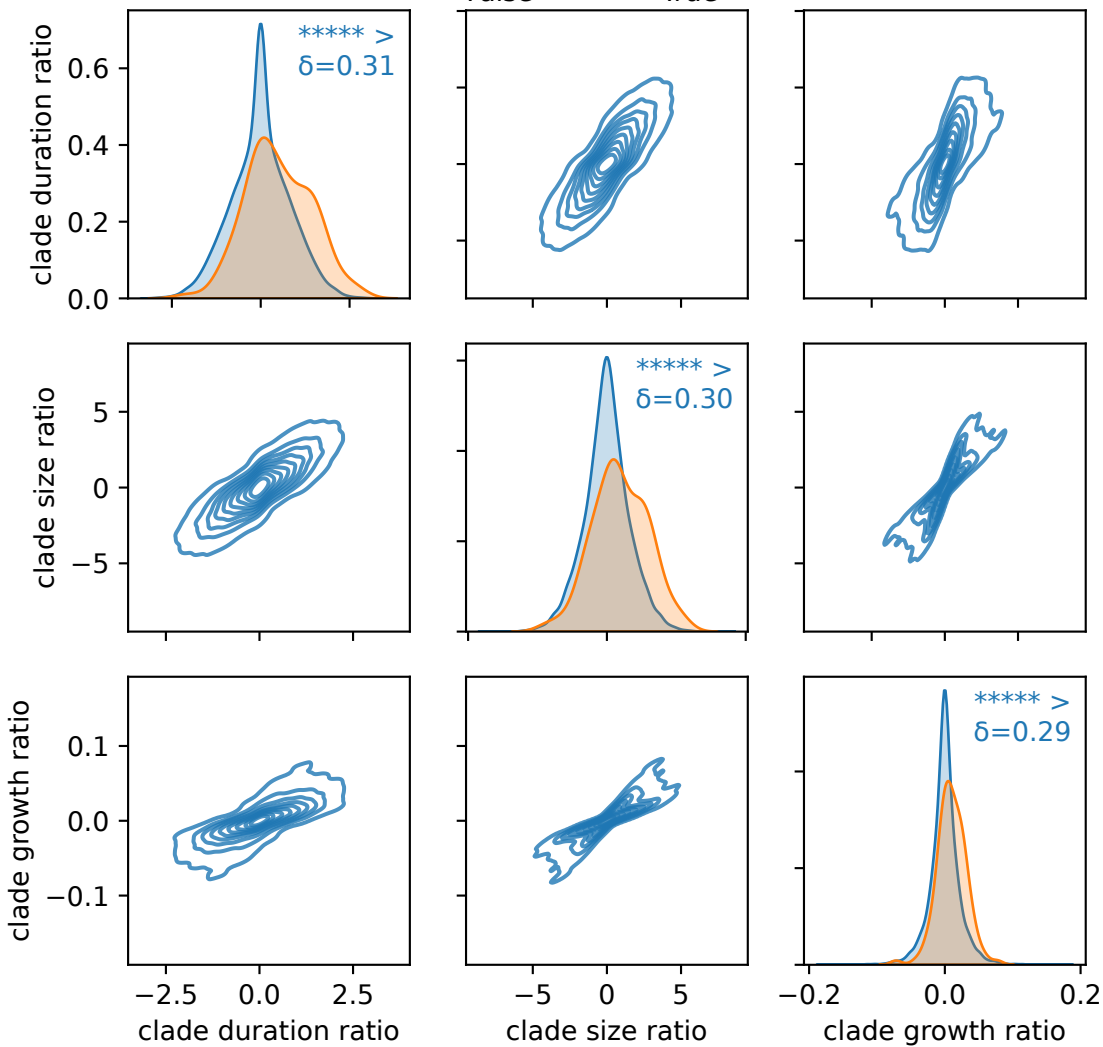 ***** >
δ=0.31
clade duration ratio
0.6
0.4
0.2
0.0
***** >
δ=0.30
clade size ratio
5
0
−5
***** >
δ=0.29
clade growth ratio
0.1
0.0
−0.1
−2.5 0.0 2.5
−5 0 5
−0.2 0.0 0.2
clade duration ratio
clade size ratio
clade growth ratio